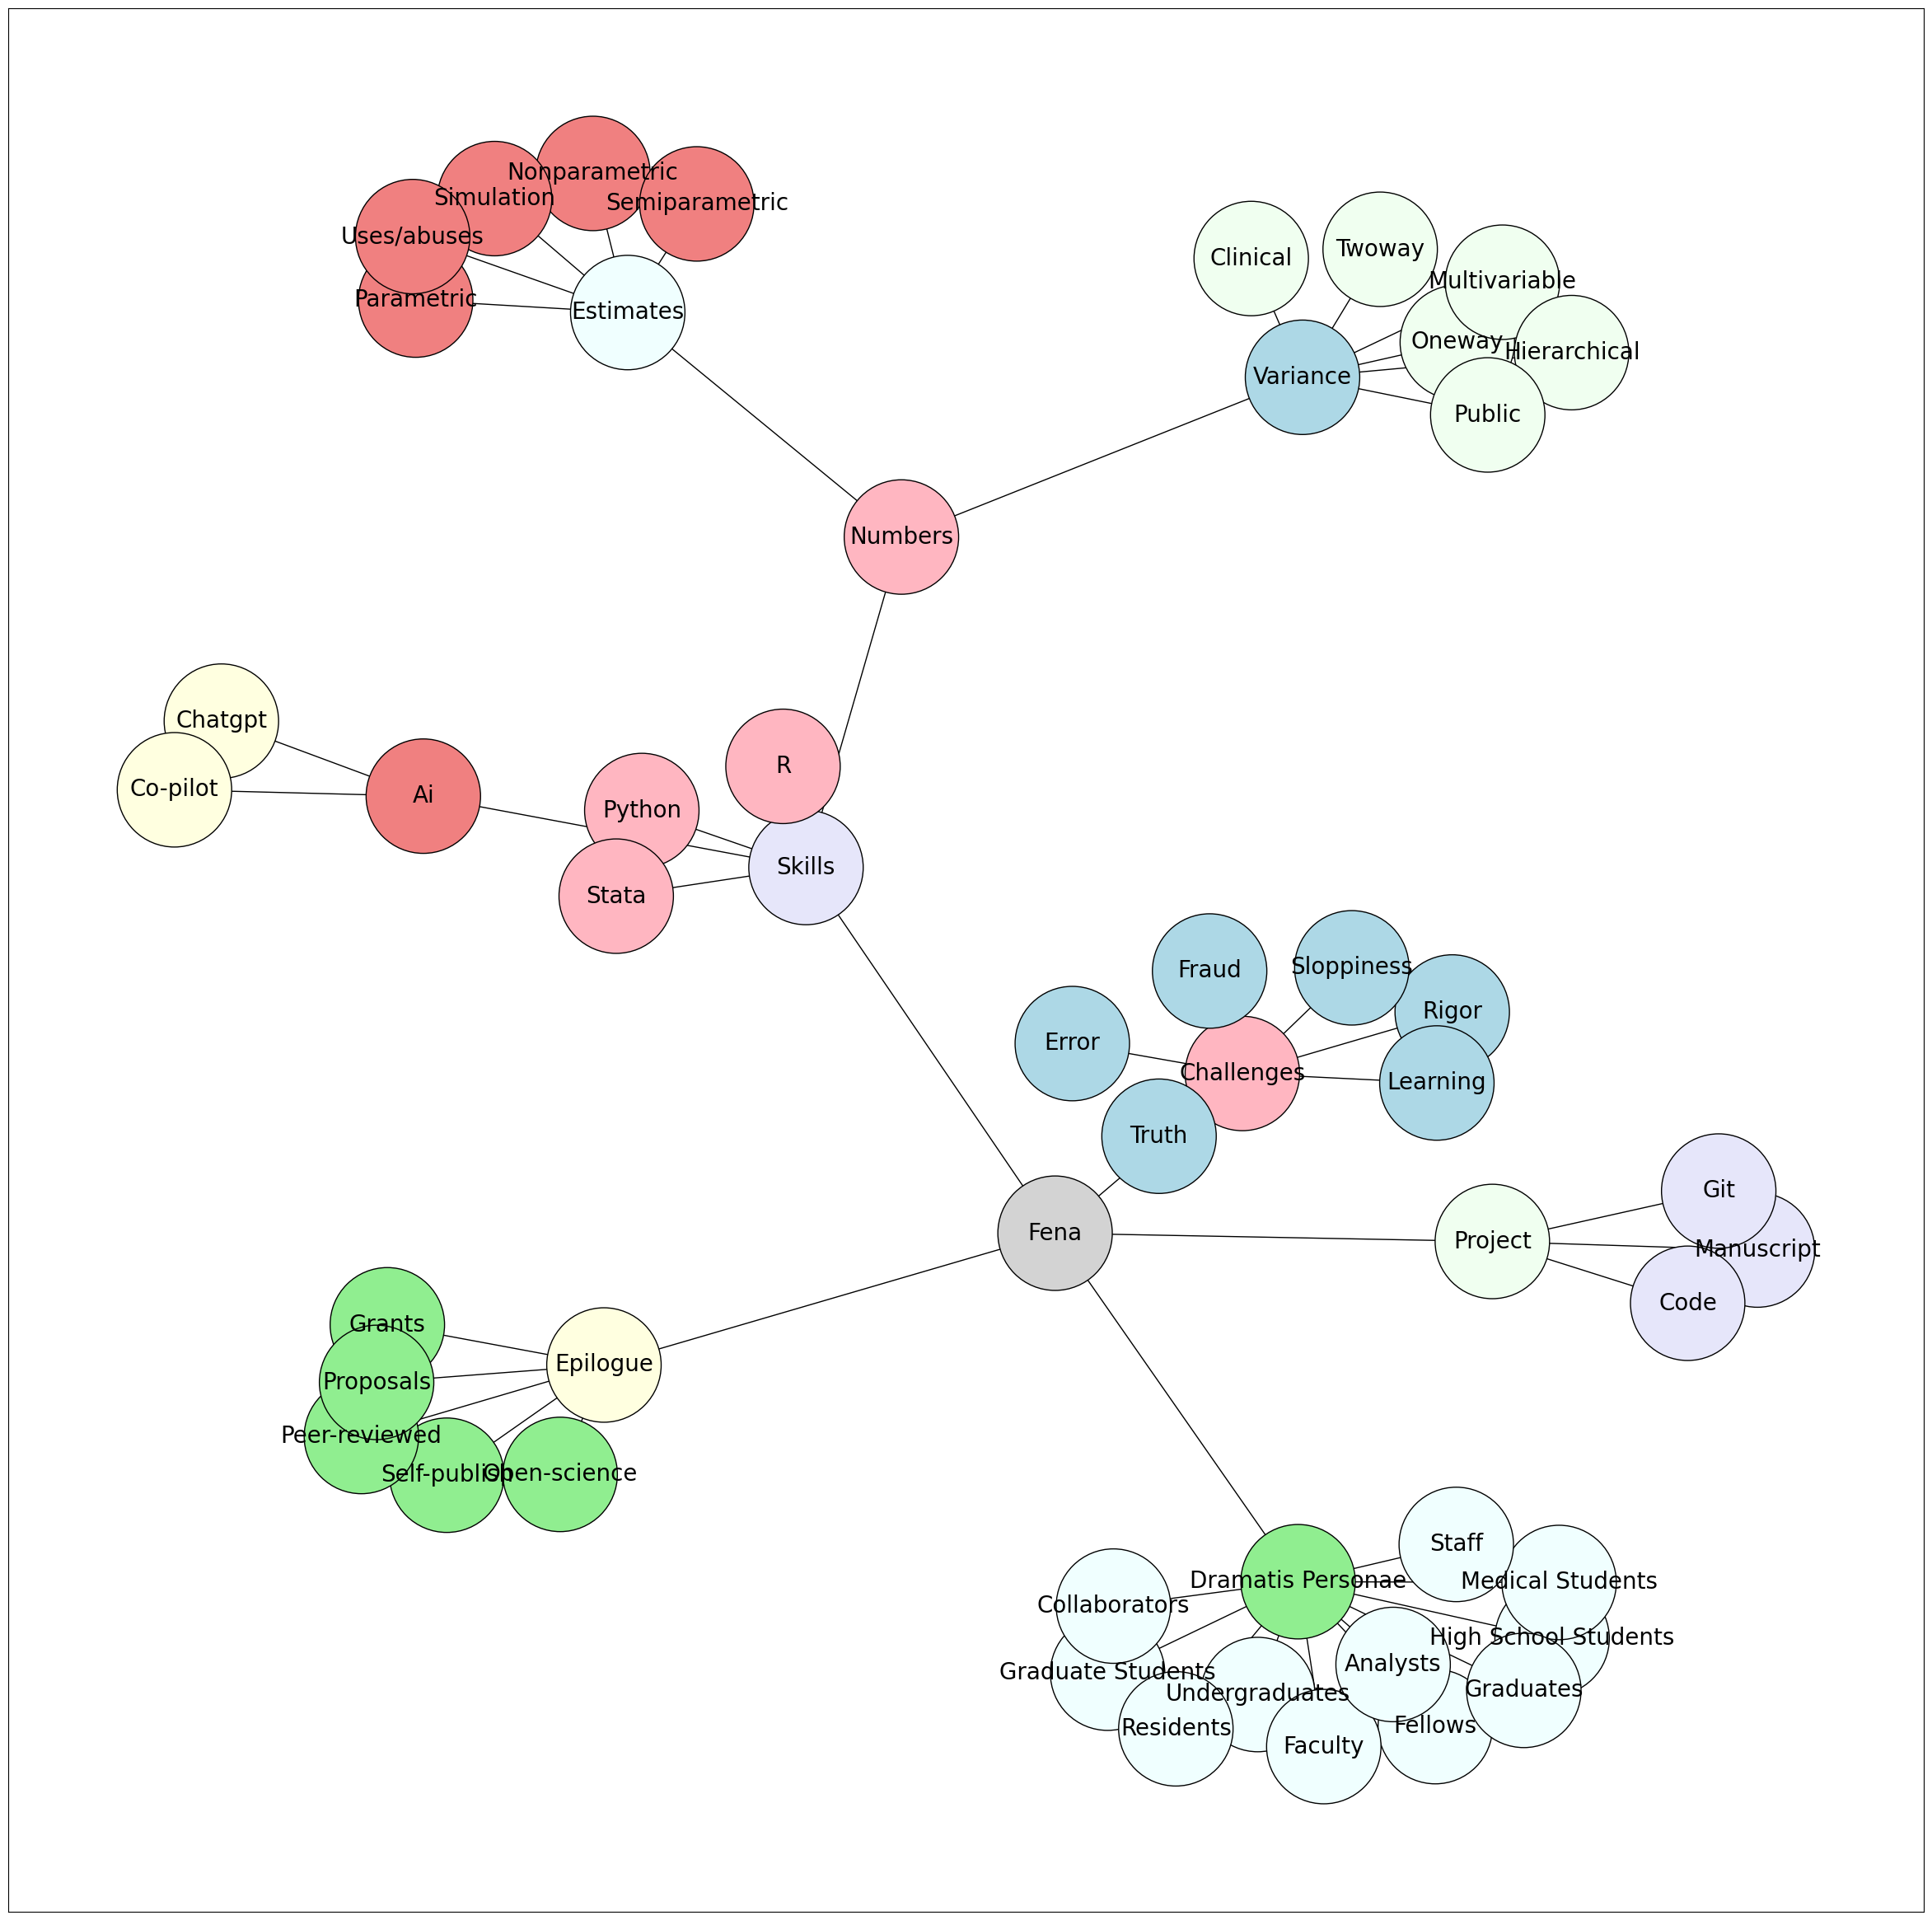 Nonparametric
Simulation
Semiparametric
Uses/abuses
Parametric
Estimates
Clinical
Twoway
Multivariable
Oneway
Hierarchical
Variance
Public
Numbers
Chatgpt
Co-pilot
Ai
Python
R
Stata
Skills
Fraud
Sloppiness
Rigor
Error
Challenges
Learning
Truth
Fena
Project
Git
Manuscript
Code
Grants
Epilogue
Proposals
Peer-reviewed
Self-publish
Open-science
Staff
Dramatis Personae
Medical Students
Collaborators
High School Students
Graduate Students
Analysts
Undergraduates
Graduates
Residents
Faculty
Fellows